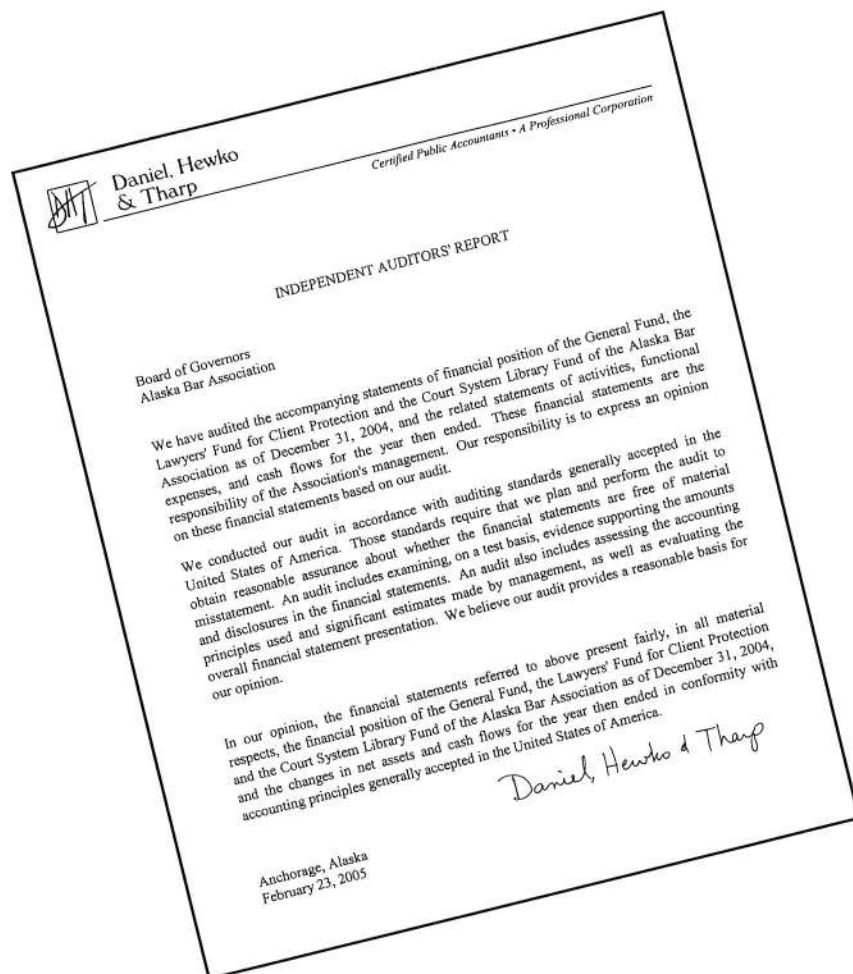 DHT
Daniel, Hewko
& Tharp
Certified Public Accountants • A Professional Corporation
INDEPENDENT AUDITORS' REPORT
Board of Governors
Alaska Bar Association
We have audited the accompanying statements of financial position of the General Fund, the
Lawyers' Fund for Client Protection and the Court System Library Fund of the Alaska Bar
Association as of December 31, 2004, and the related statements of activities, functional
expenses, and cash flows for the year then ended. These financial statements are the
responsibility of the Association's management. Our responsibility is to express an opinion
on these financial statements based on our audit.
We conducted our audit in accordance with auditing standards generally accepted in the
United States of America. Those standards require that we plan and perform the audit to
obtain reasonable assurance about whether the financial statements are free of material
misstatement. An audit includes examining, on a test basis, evidence supporting the amounts
and disclosures in the financial statements. An audit also includes assessing the accounting
principles used and significant estimates made by management, as well as evaluating the
overall financial statement presentation. We believe our audit provides a reasonable basis for
our opinion.
In our opinion, the financial statements referred to above present fairly, in all material
respects, the financial position of the General Fund, the Lawyers' Fund for Client Protection
and the Court System Library Fund of the Alaska Bar Association as of December 31, 2004,
and the changes in net assets and cash flows for the year then ended in conformity with
accounting principles generally accepted in the United States of America.
Daniel, Hewko & Tharp
Anchorage, Alaska
February 23, 2005